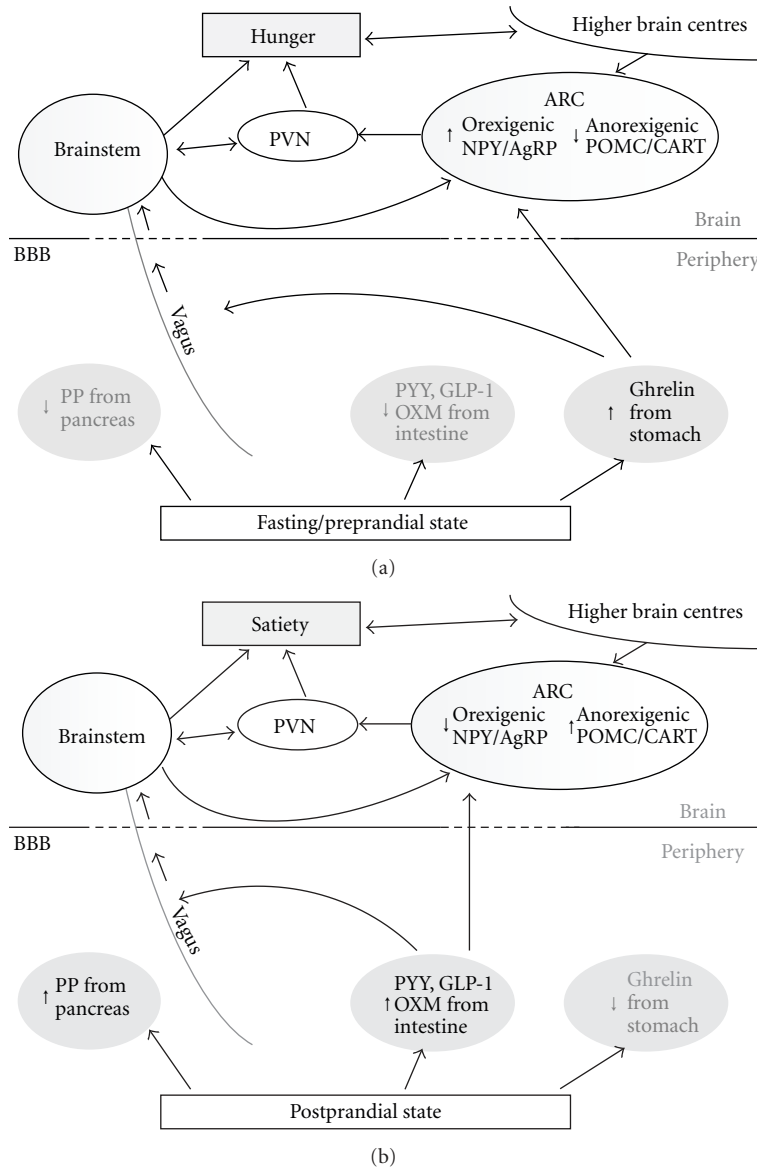 Higher brain centres
Hunger
ARC
↑ Orexigenic ↓ Anorexigenic
NPY/AgRP POMC/CART
PVN
Brainstem
Brain
BBB
Periphery
Vagus
PP from
↓ pancreas
PYY, GLP-1
↓ OXM from
intestine
Ghrelin
↑ from
stomach
Fasting/preprandial state
(a)
Higher brain centres
Satiety
ARC
↓ Orexigenic ↑ Anorexigenic
NPY/AgRP POMC/CART
PVN
Brainstem
Brain
BBB
Periphery
Vagus
PP from
↑ pancreas
PYY, GLP-1
↑ OXM from
intestine
Ghrelin
↓ from
stomach
Postprandial state
(b)